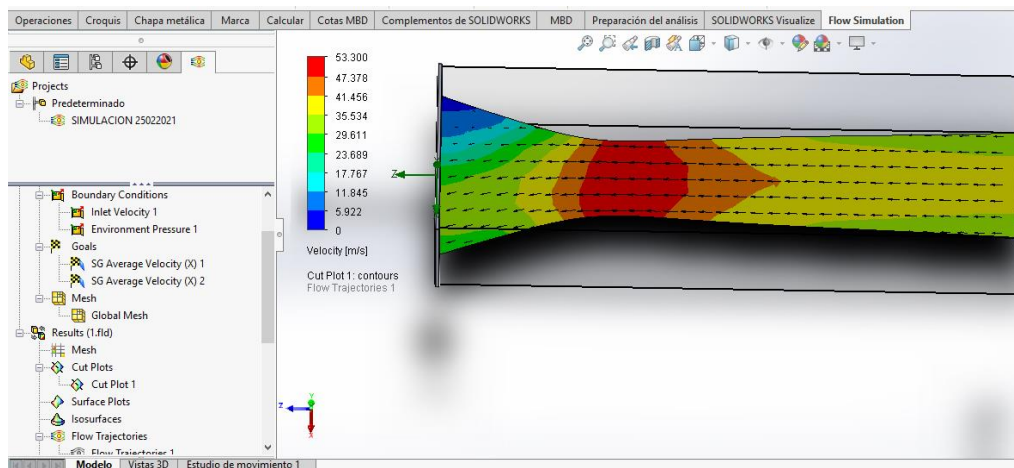 Operaciones Croquis Chapa metálica Marca Calcular Cotas MBD Complementos de SOLIDWORKS MBD Preparación del análisis SOLIDWORKS Visualize Flow Simulation
Projects
Predeterminado
SIMULACION 25022021
Boundary Conditions
Inlet Velocity 1
Environment Pressure 1
Goals
SG Average Velocity (X) 1
SG Average Velocity (X) 2
Mesh
Global Mesh
Results (1.fld)
Mesh
Cut Plots
Cut Plot 1
Surface Plots
Isosurfaces
Flow Trajectories
Flow Trajectories 1
53.300
47.378
41.456
35.534
29.611
23.689
17.767
11.845
5.922
0
Velocity [m/s]
Cut Plot 1: contours
Flow Trajectories 1
Z
Y
Z
X
Modelo Vistas 3D Estudio de movimiento 1